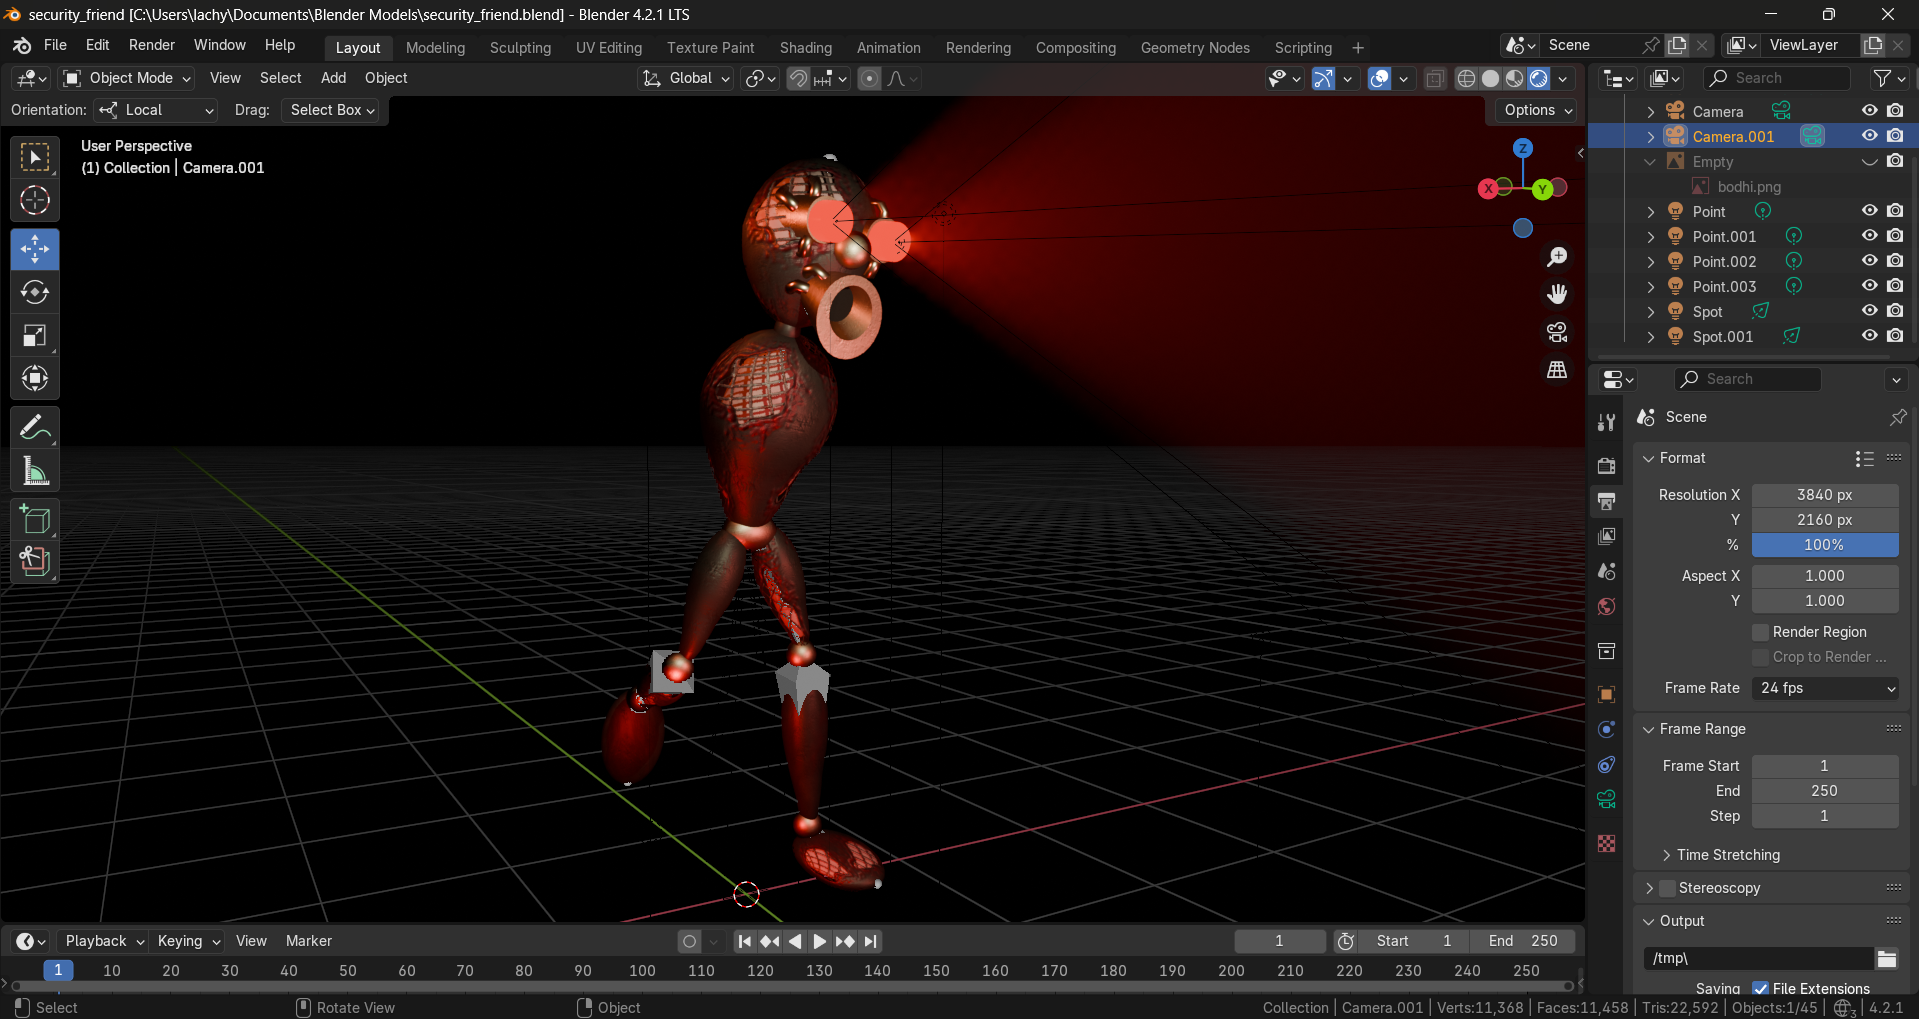 security_friend [C:\Users\lachy\Documents\Blender Models\security_friend.blend] - Blender 4.2.1 LTS
File Edit Render Window Help Layout Modeling Sculpting UV Editing Texture Paint Shading Animation Rendering Compositing Geometry Nodes Scripting + Scene ViewLayer
Object Mode View Select Add Object Global Search
Orientation: Local Drag: Select Box Options
User Perspective
(1) Collection | Camera.001
Z
X
Y
Camera
Camera.001
Empty
bodhi.png
Point
Point.001
Point.002
Point.003
Spot
Spot.001
Search
Scene
Format
Resolution X 3840 px
Y 2160 px
% 100%
Aspect X 1.000
Y 1.000
Render Region
Crop to Render ...
Frame Rate 24 fps
Frame Range
Frame Start 1
End 250
Step 1
Time Stretching
Stereoscopy
Output
/tmp\
Saving File Extensions
Playback Keying View Marker 1 Start 1 End 250
1 10 20 30 40 50 60 70 80 90 100 110 120 130 140 150 160 170 180 190 200 210 220 230 240 250
Select Rotate View Object Collection | Camera.001 | Verts:11,368 | Faces:11,458 | Tris:22,592 | Objects:1/45 | 3 | 4.2.1